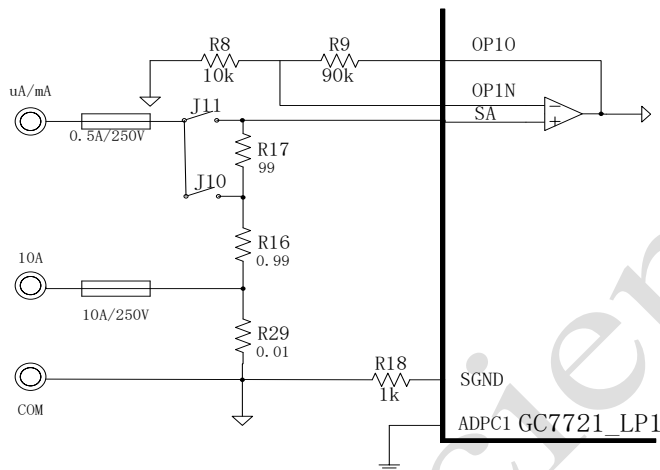 R8
10k
R9
90k
OP1O
uA/mA
0.5A/250V
J11
OP1N
SA
R17
99
J10
R16
0.99
10A
10A/250V
R29
0.01
R18
1k
SGND
COM
ADPC1
GC7721_LP1